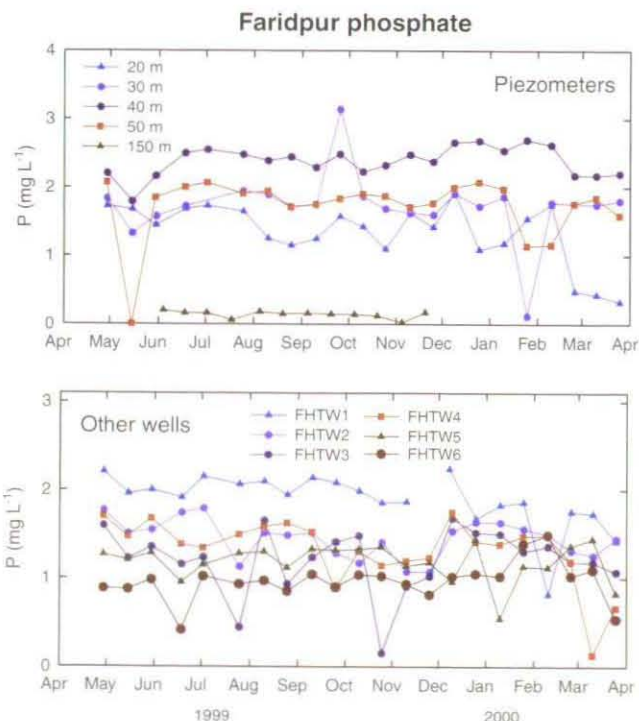 Faridpur phosphate
4
3
2
1
0
P (mg L-1)
20 m
30 m
40 m
50 m
150 m
Piezometers
Apr May Jun Jul Aug Sep Oct Nov Dec Jan Feb Mar Apr
3
2
1
0
P (mg L-1)
Other wells
FHTW1 FHTW4
FHTW2 FHTW5
FHTW3 FHTW6
Apr May Jun Jul Aug Sep Oct Nov Dec Jan Feb Mar Apr
1999 2000